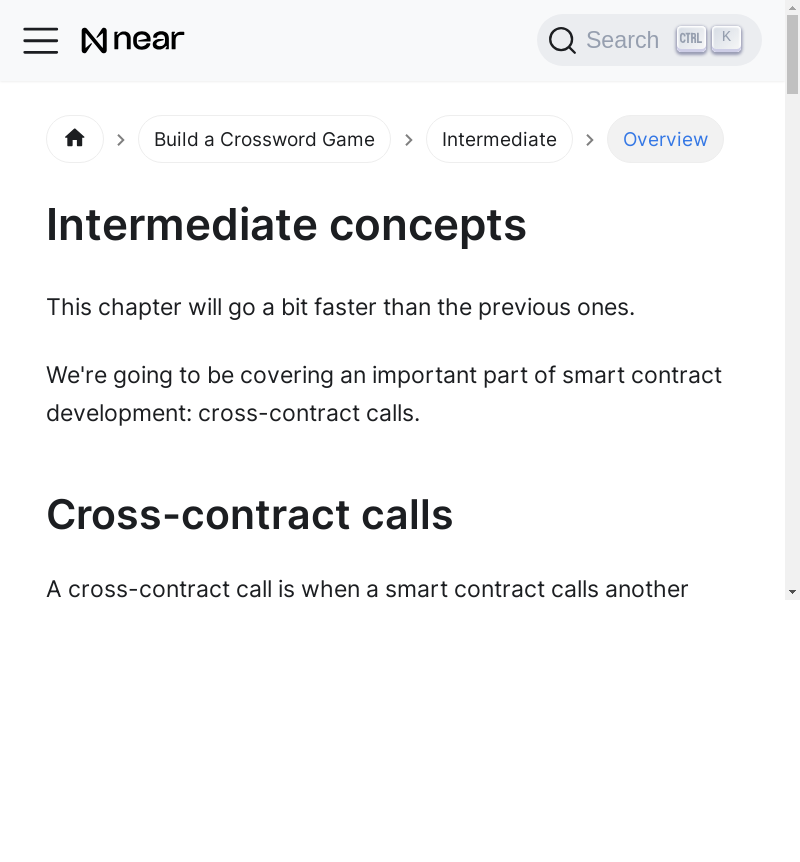 near
Search CTRL K
Build a Crossword Game Intermediate Overview
Intermediate concepts
This chapter will go a bit faster than the previous ones.
We're going to be covering an important part of smart contract
development: cross-contract calls.
Cross-contract calls
A cross-contract call is when a smart contract calls another